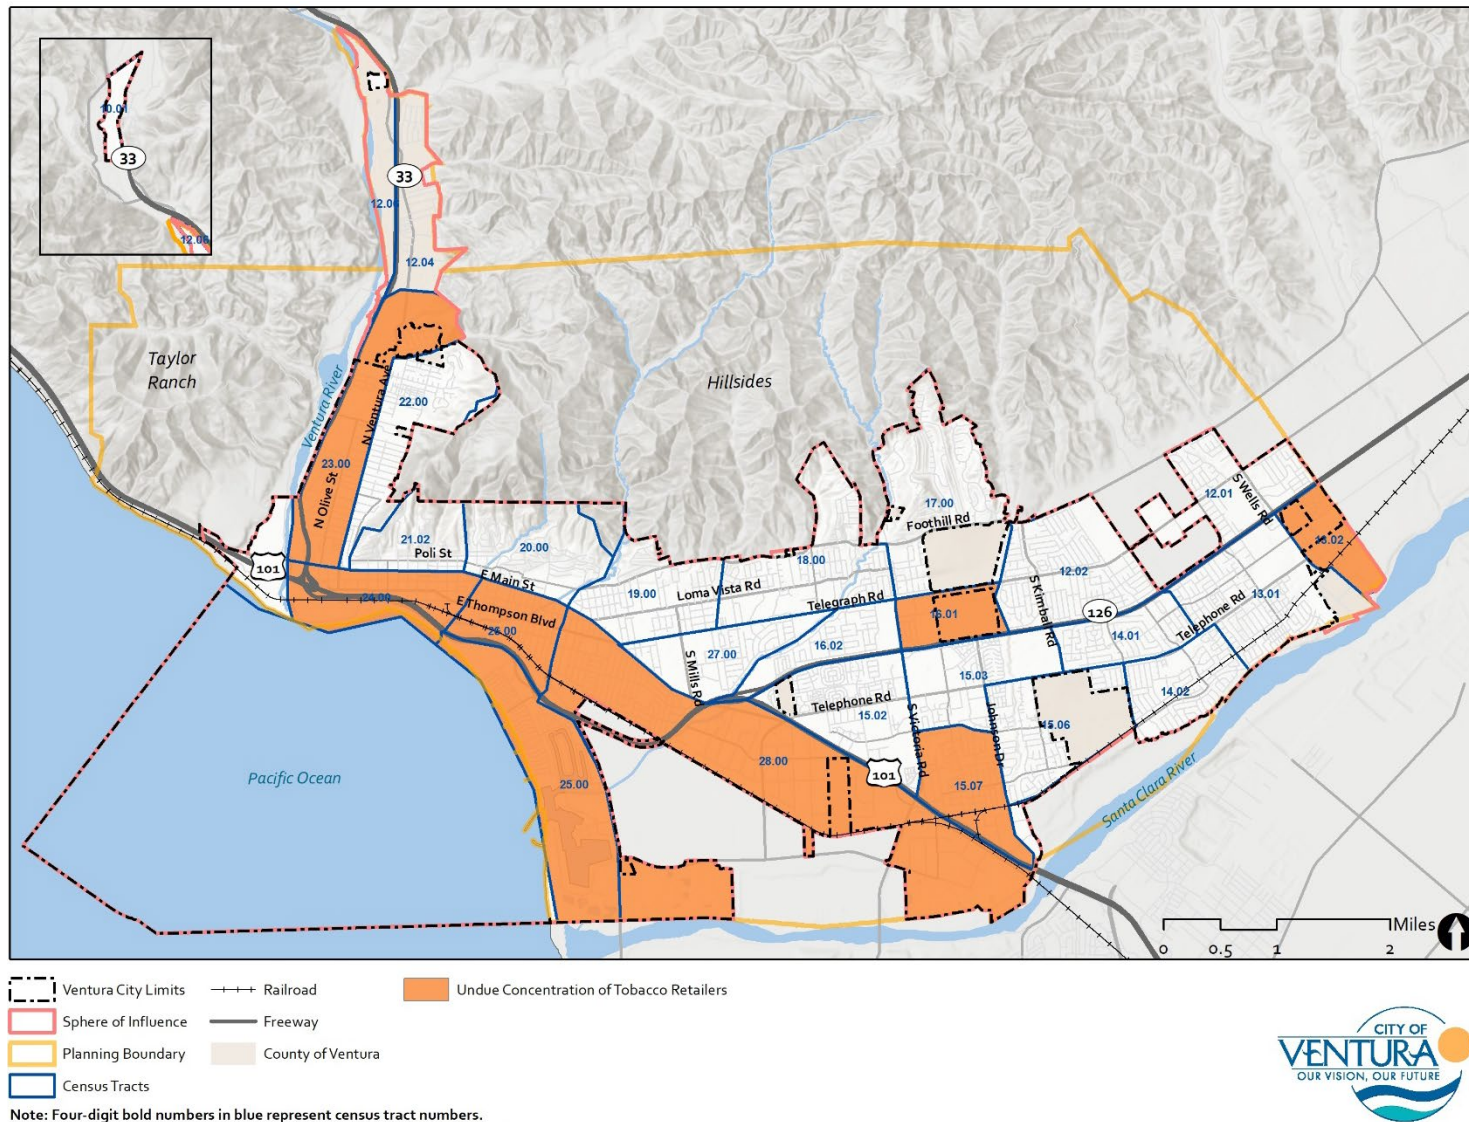 10.01
33
12.06
33
12.06
12.04
Taylor
Ranch
Ventura River
N Ventura Ave
22.00
Hillsides
23.00
N Olive St
21.02
Poli St
20.00
17.00
Foothill Rd
12.01
S Wells Rd
13.02
101
24.00
E Main St
E Thompson Blvd
26.00
19.00
Loma Vista Rd
18.00
Telegraph Rd
16.01
12.02
S Kimball Rd
126
13.01
Telephone Rd
14.01
27.00
16.02
S Mills Rd
15.03
14.02
Telephone Rd
15.02
S Victoria Rd
Johnson Dr
15.06
Pacific Ocean
25.00
28.00
101
15.07
Santa Clara River
Miles
0 0.5 1 2
Ventura City Limits
Railroad
Undue Concentration of Tobacco Retailers
Sphere of Influence
Freeway
Planning Boundary
County of Ventura
Census Tracts
Note: Four-digit bold numbers in blue represent census tract numbers.
CITY OF
VENTURA
OUR VISION, OUR FUTURE